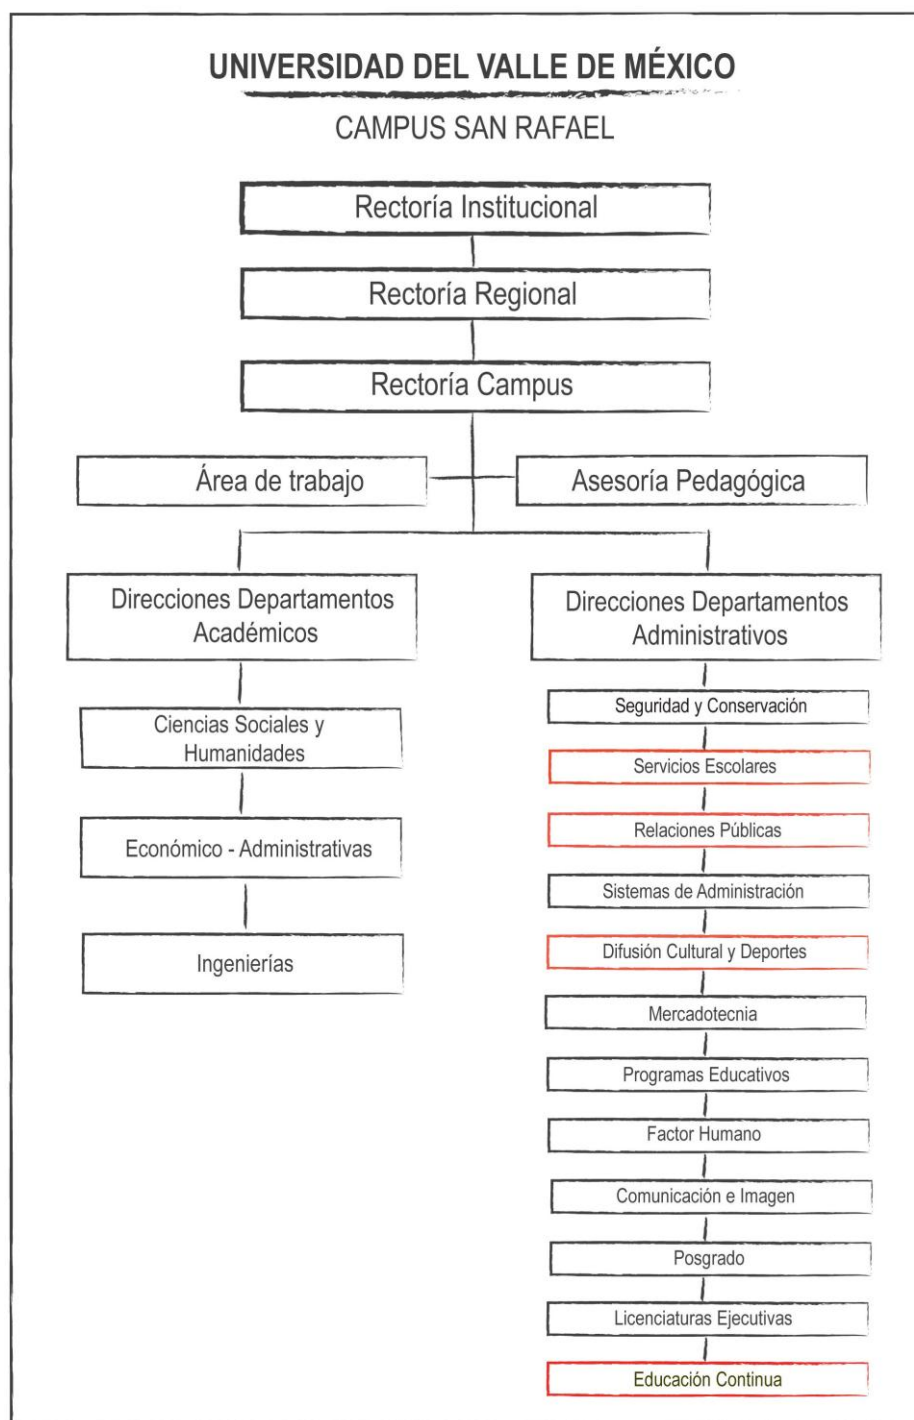 UNIVERSIDAD DEL VALLE DE MÉXICO
CAMPUS SAN RAFAEL
Rectoría Institucional
Rectoría Regional
Rectoría Campus
Área de trabajo
Asesoría Pedagógica
Direcciones Departamentos
Académicos
Ciencias Sociales y
Humanidades
Económico - Administrativas
Ingenierías
Direcciones Departamentos
Administrativos
Seguridad y Conservación
Servicios Escolares
Relaciones Públicas
Sistemas de Administración
Difusión Cultural y Deportes
Mercadotecnia
Programas Educativos
Factor Humano
Comunicación e Imagen
Posgrado
Licenciaturas Ejecutivas
Educación Continua